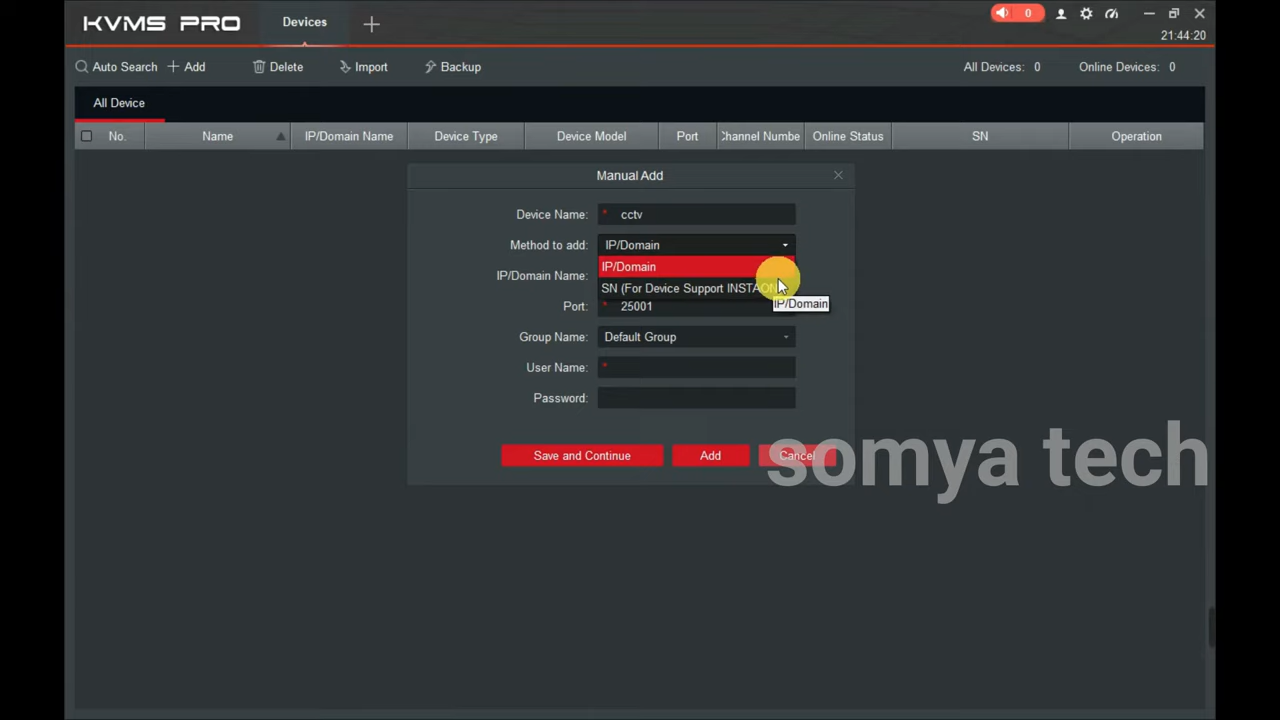 KVMS PRO
Devices
0
21:44:20
Auto Search
Add
Delete
Import
Backup
All Devices: 0
Online Devices: 0
All Device
No.
Name
IP/Domain Name
Device Type
Device Model
Port
Channel Numbe
Online Status
SN
Operation
Manual Add
Device Name: * cctv
Method to add: IP/Domain
IP/Domain
IP/Domain Name:
SN (For Device Support
IP/Domain
Port: * 25001
Group Name: Default Group
User Name: *
Password:
Save and Continue
Add
Cancel
somya tech